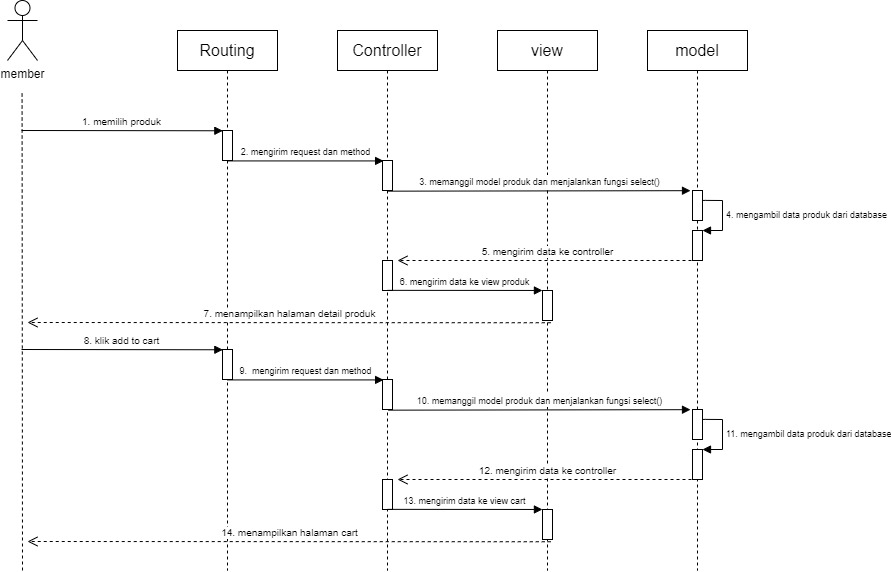 member
Routing
Controller
view
model
1. memilih produk
2. mengirim request dan method
3. memanggil model produk dan menjalankan fungsi select()
4. mengambil data produk dari database
5. mengirim data ke controller
6. mengirim data ke view produk
7. menampilkan halaman detail produk
8. klik add to cart
9. mengirim request dan method
10. memanggil model produk dan menjalankan fungsi select()
11. mengambil data produk dari database
12. mengirim data ke controller
13. mengirim data ke view cart
14. menampilkan halaman cart